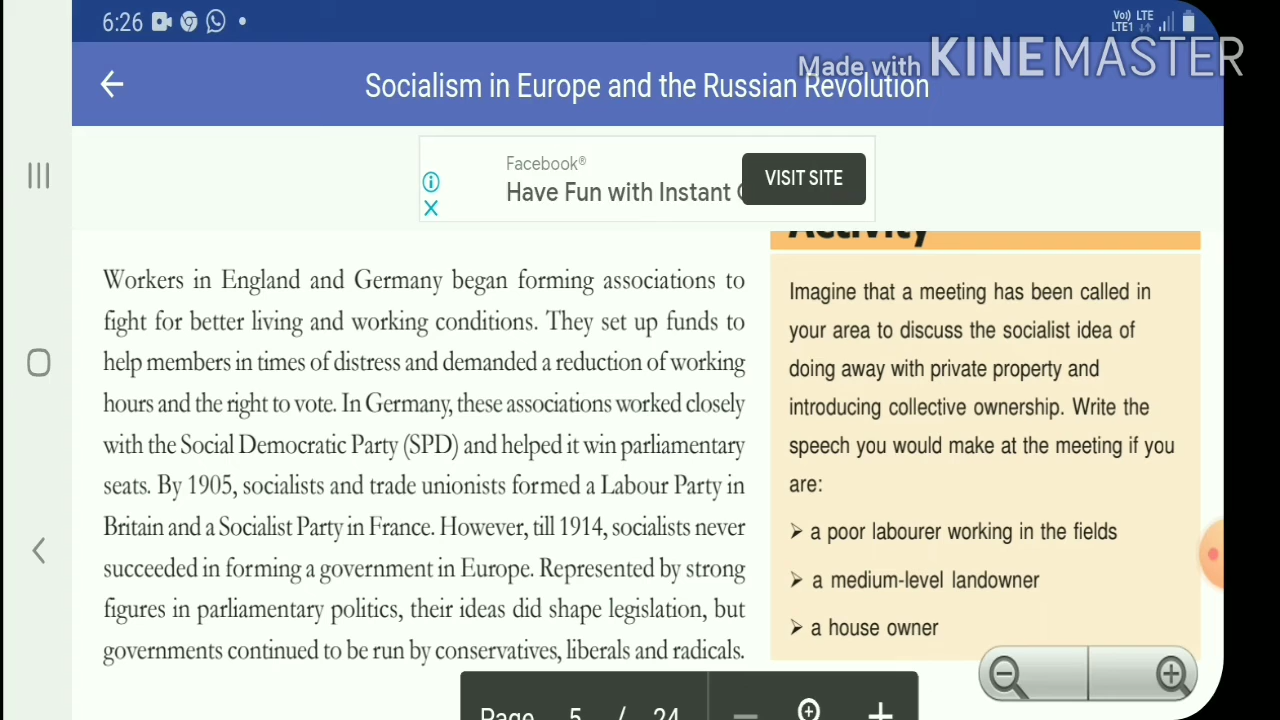 6:26
Vo) LTE
LTE1
Made with KINEMASTER
Socialism in Europe and the Russian Revolution
Facebook®
Have Fun with Instant
VISIT SITE
Activity
Workers in England and Germany began forming associations to
fight for better living and working conditions. They set up funds to
help members in times of distress and demanded a reduction of working
hours and the right to vote. In Germany, these associations worked closely
with the Social Democratic Party (SPD) and helped it win parliamentary
seats. By 1905, socialists and trade unionists formed a Labour Party in
Britain and a Socialist Party in France. However, till 1914, socialists never
succeeded in forming a government in Europe. Represented by strong
figures in parliamentary politics, their ideas did shape legislation, but
governments continued to be run by conservatives, liberals and radicals.
Imagine that a meeting has been called in
your area to discuss the socialist idea of
doing away with private property and
introducing collective ownership. Write the
speech you would make at the meeting if you
are:
➢ a poor labourer working in the fields
➢ a medium-level landowner
➢ a house owner
Page 5 / 24